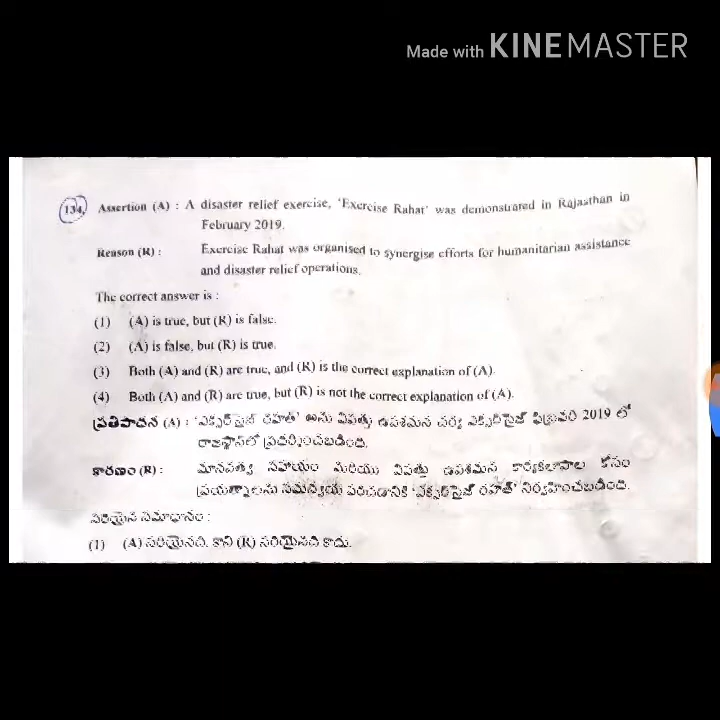 Made with KINEMASTER
134. Assertion (A) : A disaster relief exercise, 'Exercise Rahat' was demonstrated in Rajasthan in
February 2019.
Reason (R) : Exercise Rahat was organised to synergise efforts for humanitarian assistance
and disaster relief operations.
The correct answer is :
(1) (A) is true, but (R) is false.
(2) (A) is false, but (R) is true.
(3) Both (A) and (R) are true, and (R) is the correct explanation of (A).
(4) Both (A) and (R) are true, but (R) is not the correct explanation of (A).
ప్రతిపాదన (A) : 'ఎక్సర్‌సైజ్ రహత్' అను విపత్తు ఉపశమన చర్య ఎక్సర్‌సైజ్ ఫిబ్రవరి 2019 లో
రాజస్థాన్‌లో ప్రదర్శించబడింది.
కారణం (R) : మానవత్వ సహాయం మరియు విపత్తు ఉపశమన కార్యకలాపాల కోసం
ప్రయత్నాలను సమన్వయ పరిచడానికి 'ఎక్సర్‌సైజ్ రహత్' నిర్వహించబడింది.
సరియైన సమాధానం :
(1) (A) సరియైనది. కాని (R) సరియైనది కాదు.